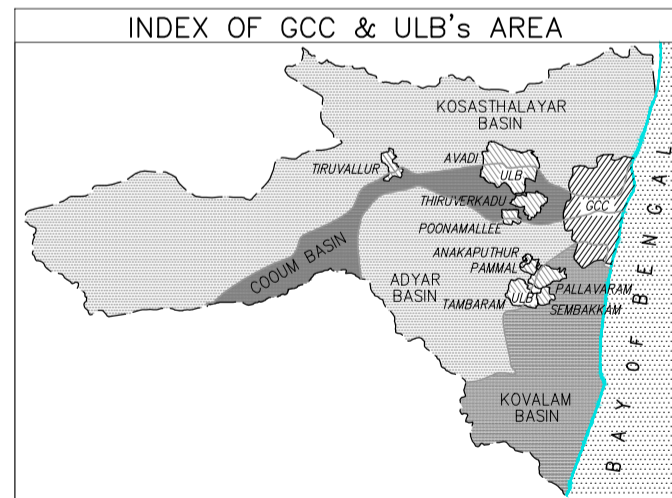 INDEX OF GCC & ULB's AREA
KOSASTHALAYAR
BASIN
TIRUVALLUR
AVADI
ULB
THIRUVERKADU
GCC
POONAMALLEE
COOUM BASIN
ANAKAPUTHUR
PAMMAL
ADYAR
BASIN
PALLAVARAM
TAMBARAM
ULB
SEMBAKKAM
KOVALAM
BASIN
BAY OF BENGAL